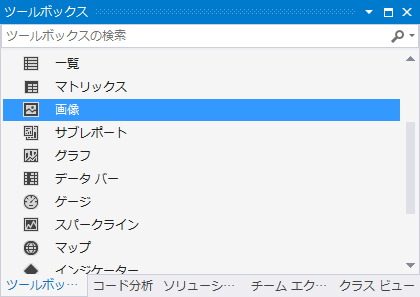 ツールボックス
ツールボックスの検索
一覧
マトリックス
画像
サブレポート
グラフ
データ バー
ゲージ
スパークライン
マップ
インジケーター
ツールボッ... コード分析 ソリューシ... チーム エク... クラス ビュー